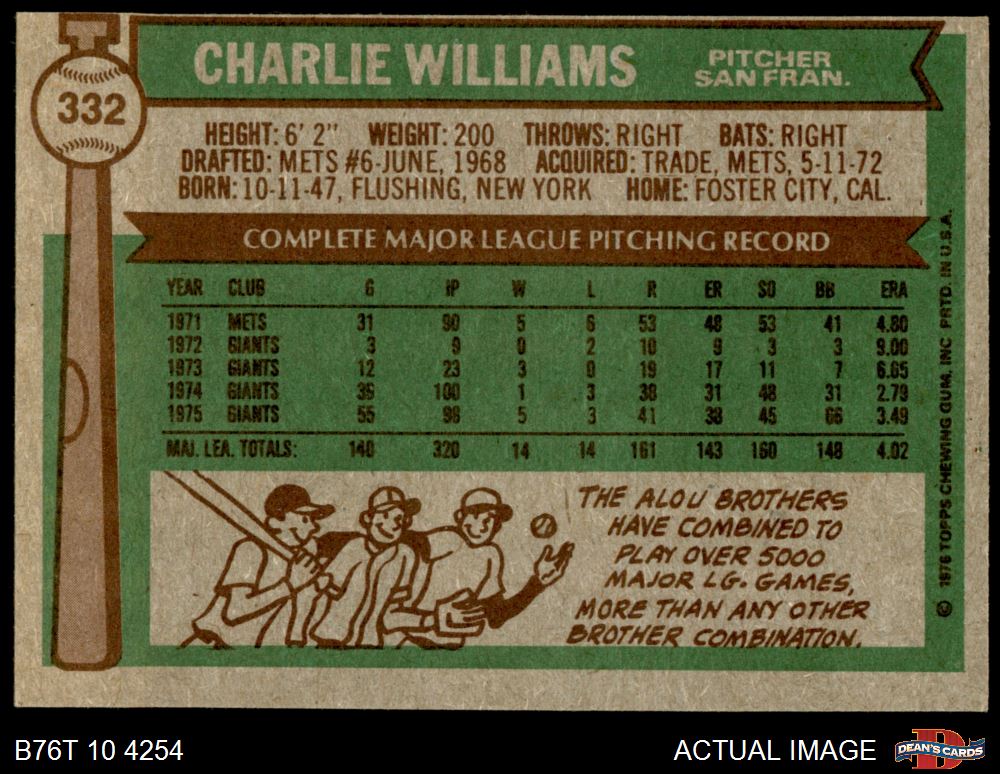 332
CHARLIE WILLIAMS
PITCHER
SAN FRAN.
HEIGHT: 6' 2" WEIGHT: 200 THROWS: RIGHT BATS: RIGHT
DRAFTED: METS #6-JUNE, 1968 ACQUIRED: TRADE, METS, 5-11-72
BORN: 10-11-47, FLUSHING, NEW YORK HOME: FOSTER CITY, CAL.
COMPLETE MAJOR LEAGUE PITCHING RECORD
YEAR CLUB G IP W L R ER SO BB ERA
1971 METS 31 90 5 6 53 48 53 41 4.80
1972 GIANTS 3 9 0 2 10 9 3 3 9.00
1973 GIANTS 12 23 3 0 19 17 11 7 6.65
1974 GIANTS 39 100 1 3 38 31 48 31 2.79
1975 GIANTS 55 98 5 3 41 38 45 66 3.49
MAJ. LEA. TOTALS: 140 320 14 14 161 143 160 148 4.02
THE ALOU BROTHERS
HAVE COMBINED TO
PLAY OVER 5000
MAJOR LG. GAMES,
MORE THAN ANY OTHER
BROTHER COMBINATION.
© 1976 TOPPS CHEWING GUM, INC PRTD. IN U.S.A.
B76T 10 4254
ACTUAL IMAGE
DEAN'S CARDS